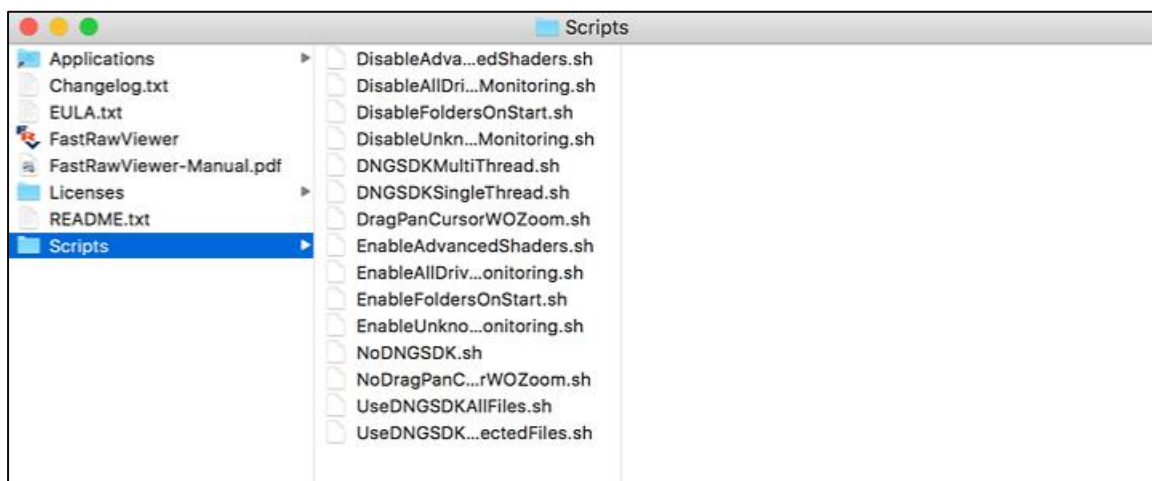 Scripts
Applications
Changelog.txt
EULA.txt
FastRawViewer
FastRawViewer-Manual.pdf
Licenses
README.txt
Scripts
DisableAdva...edShaders.sh
DisableAllDri...Monitoring.sh
DisableFoldersOnStart.sh
DisableUnkn...Monitoring.sh
DNGSDKMultiThread.sh
DNGSDKSingleThread.sh
DragPanCursorWOZoom.sh
EnableAdvancedShaders.sh
EnableAllDriv...onitoring.sh
EnableFoldersOnStart.sh
EnableUnkno...onitoring.sh
NoDNGSDK.sh
NoDragPanC...rWOZoom.sh
UseDNGSDKAllFiles.sh
UseDNGSDK...ectedFiles.sh